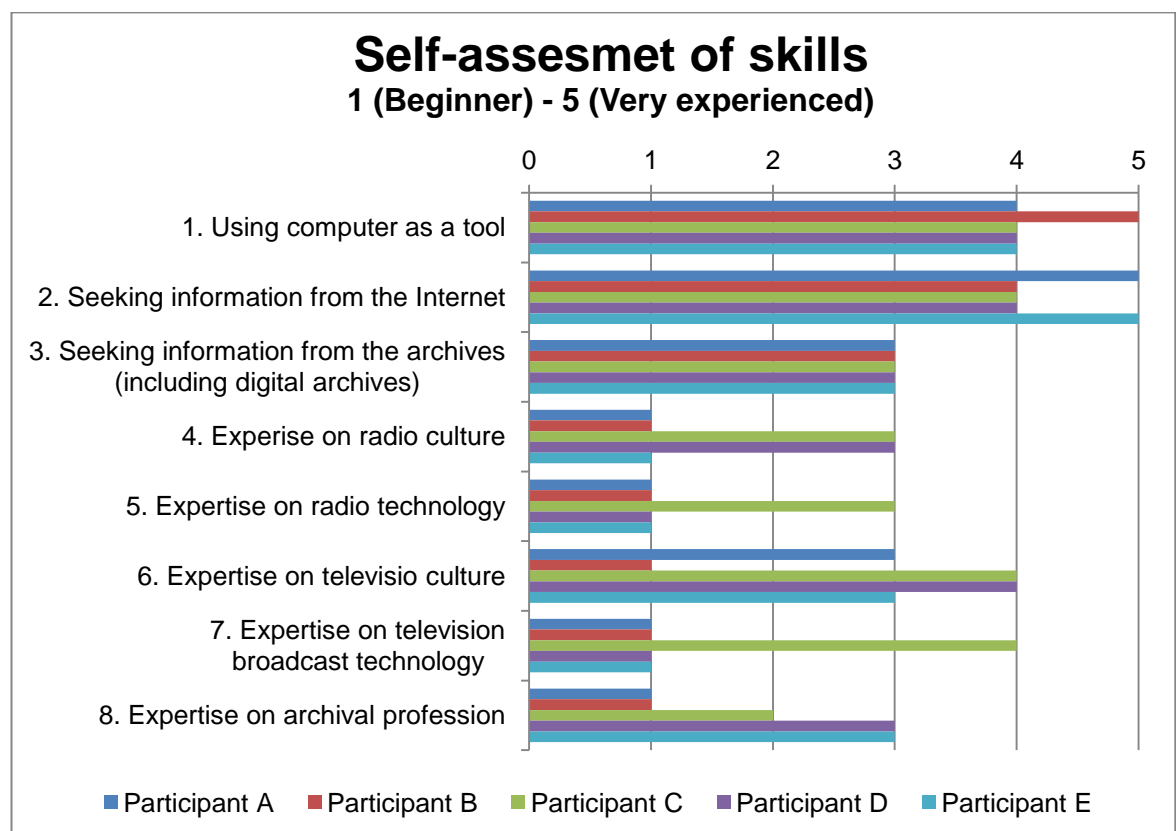 Self-assesmet of skills
1 (Beginner) - 5 (Very experienced)
0 1 2 3 4 5
1. Using computer as a tool
2. Seeking information from the Internet
3. Seeking information from the archives
(including digital archives)
4. Experise on radio culture
5. Expertise on radio technology
6. Expertise on televisio culture
7. Expertise on television
broadcast technology
8. Expertise on archival profession
Participant A Participant B Participant C Participant D Participant E